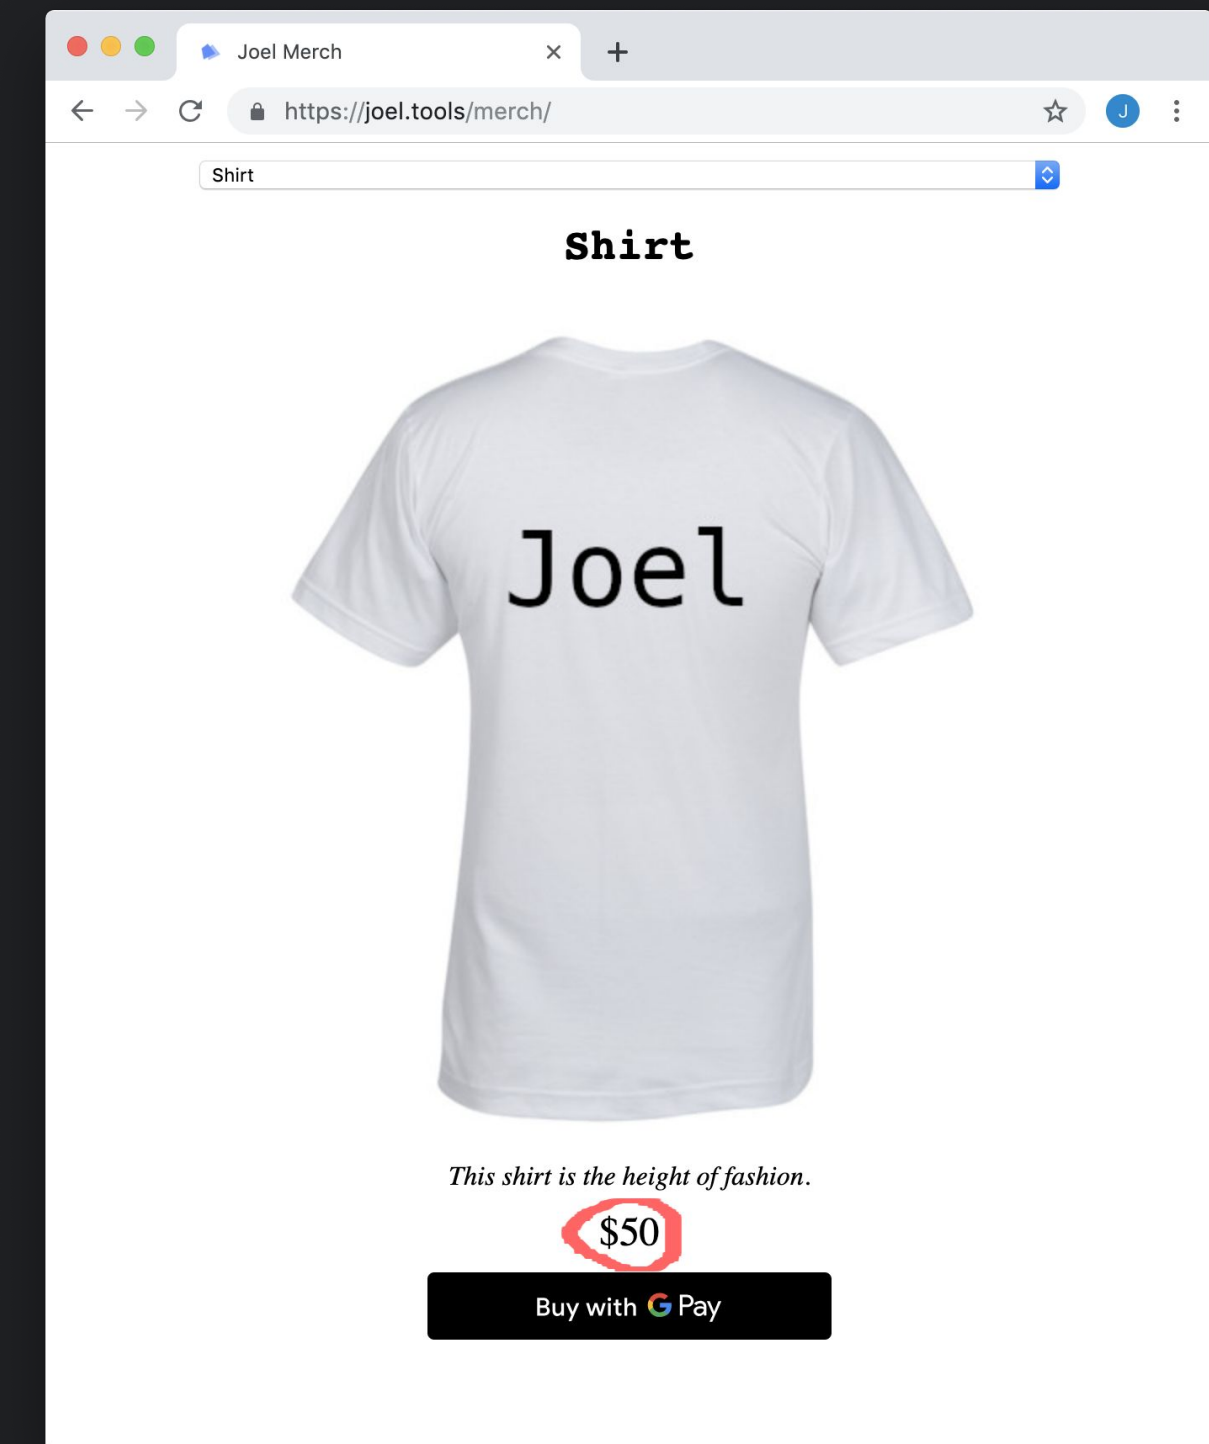 Joel Merch
https://joel.tools/merch/
J
Shirt
Shirt
Joel
This shirt is the height of fashion.
$50
Buy with G Pay